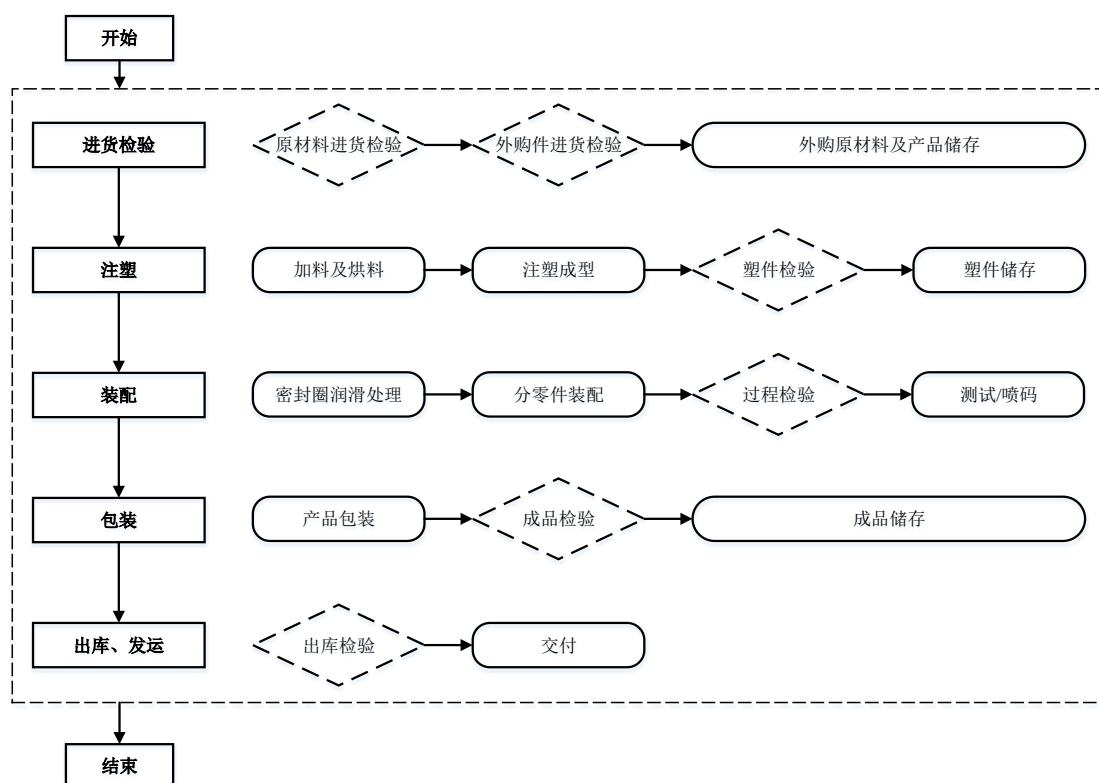 开始
进货检验
原材料进货检验
外购件进货检验
外购原材料及产品储存
注塑
加料及烘料
注塑成型
塑件检验
塑件储存
装配
密封圈润滑处理
分零件装配
过程检验
测试/喷码
包装
产品包装
成品检验
成品储存
出库、发运
出库检验
交付
结束